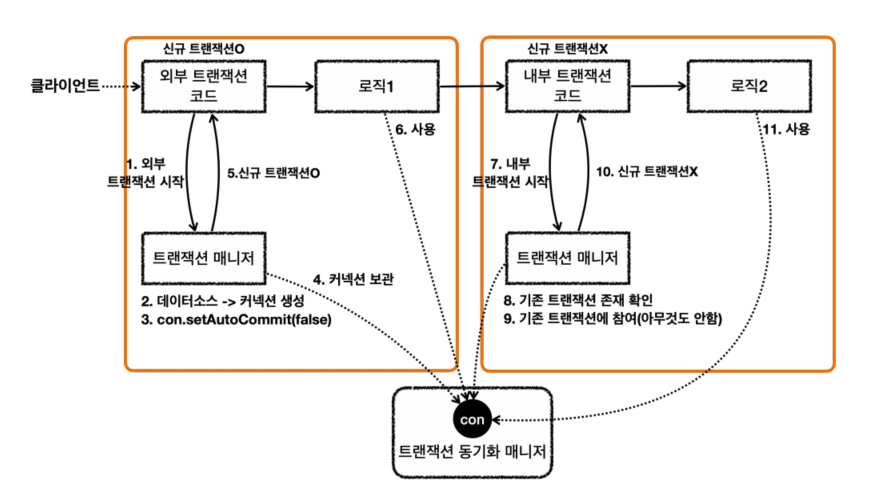 신규 트랜잭션O
클라이언트
외부 트랜잭션
코드
로직1
6. 사용
1. 외부
트랜잭션 시작
5.신규 트랜잭션O
트랜잭션 매니저
2. 데이터소스 -> 커넥션 생성
3. con.setAutoCommit(false)
4. 커넥션 보관
신규 트랜잭션X
내부 트랜잭션
코드
로직2
11. 사용
7. 내부
트랜잭션 시작
10. 신규 트랜잭션X
트랜잭션 매니저
8. 기존 트랜잭션 존재 확인
9. 기존 트랜잭션에 참여(아무것도 안함)
con
트랜잭션 동기화 매니저